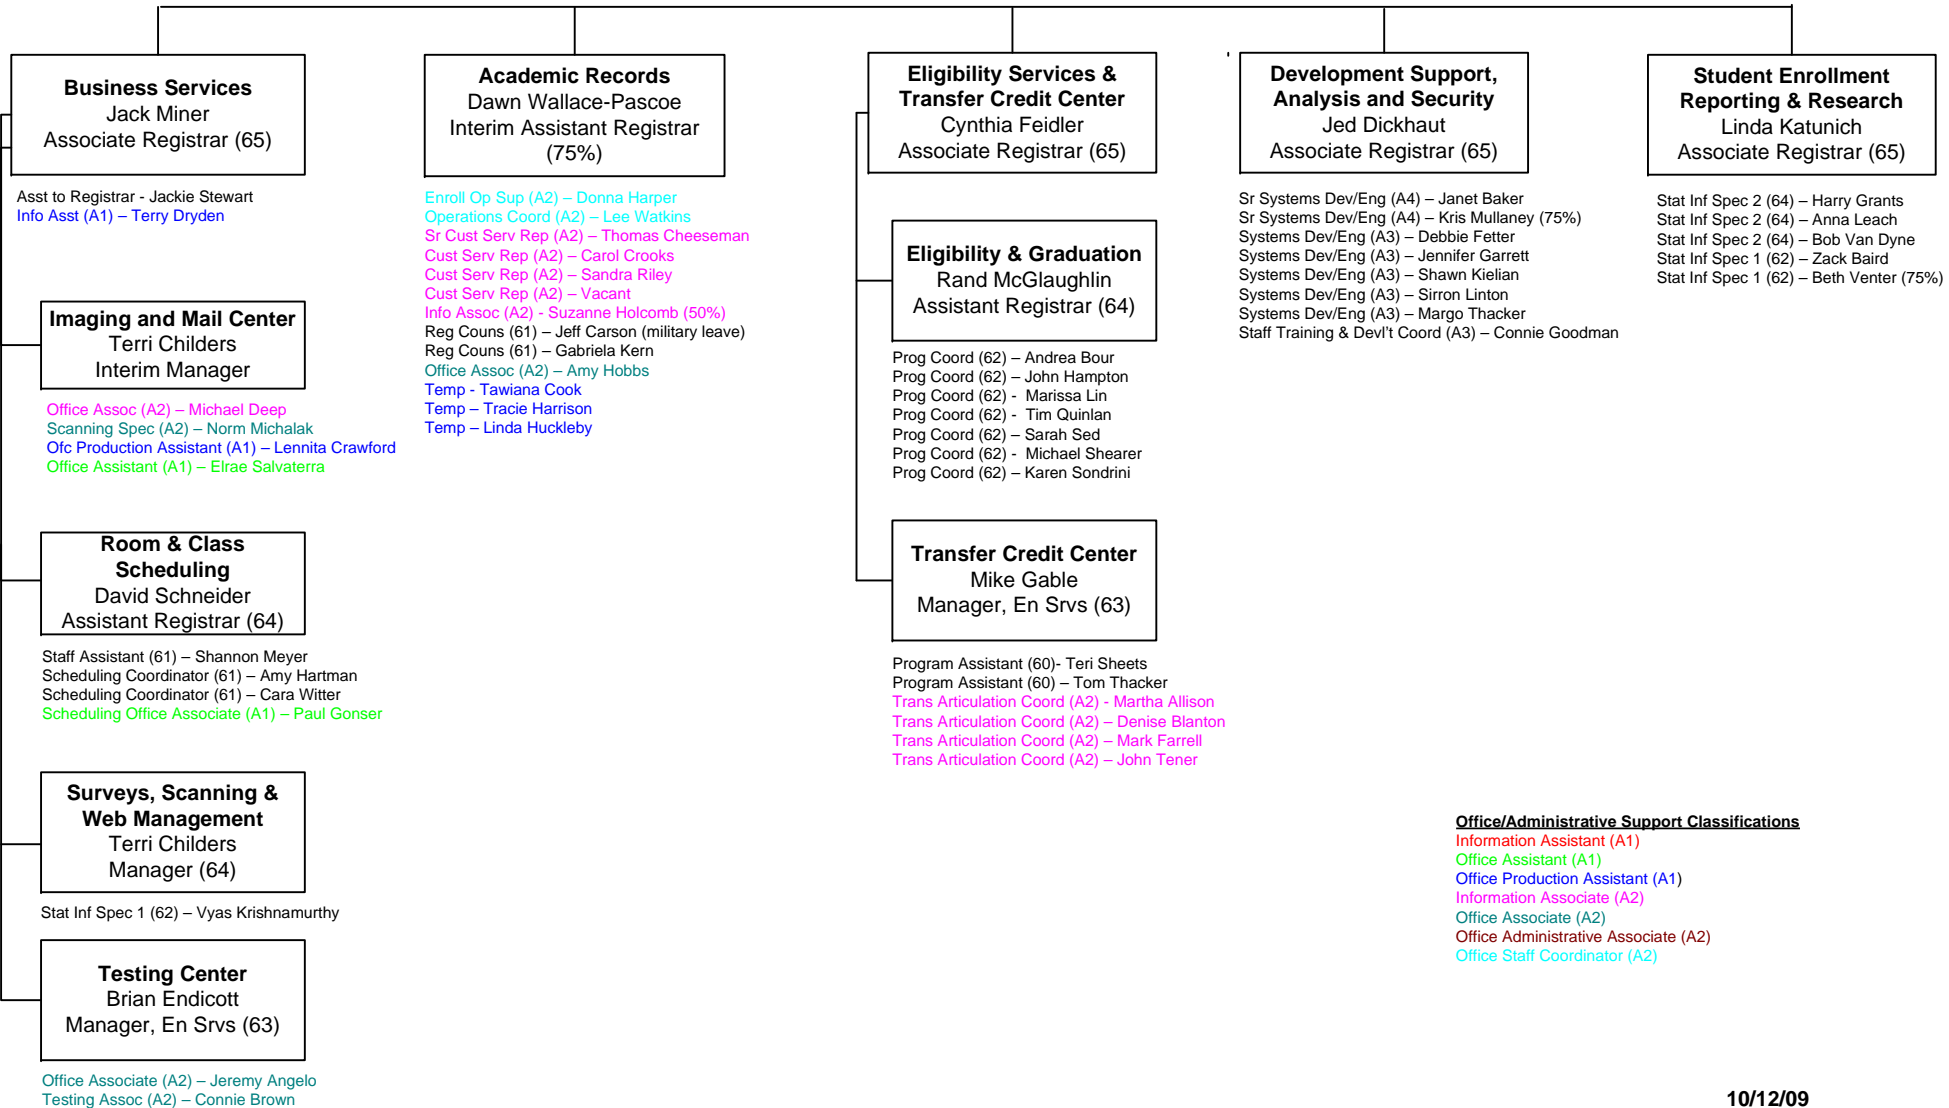 Business Services
Jack Miner
Associate Registrar (65)
Asst to Registrar - Jackie Stewart
Info Asst (A1) – Terry Dryden
Imaging and Mail Center
Terri Childers
Interim Manager
Office Assoc (A2) – Michael Deep
Scanning Spec (A2) – Norm Michalak
Ofc Production Assistant (A1) – Lennita Crawford
Office Assistant (A1) – Elrae Salvaterra
Room & Class
Scheduling
David Schneider
Assistant Registrar (64)
Staff Assistant (61) – Shannon Meyer
Scheduling Coordinator (61) – Amy Hartman
Scheduling Coordinator (61) – Cara Witter
Scheduling Office Associate (A1) – Paul Gonser
Surveys, Scanning &
Web Management
Terri Childers
Manager (64)
Stat Inf Spec 1 (62) – Vyas Krishnamurthy
Testing Center
Brian Endicott
Manager, En Srvs (63)
Office Associate (A2) – Jeremy Angelo
Testing Assoc (A2) – Connie Brown
Academic Records
Dawn Wallace-Pascoe
Interim Assistant Registrar
(75%)
Enroll Op Sup (A2) – Donna Harper
Operations Coord (A2) – Lee Watkins
Sr Cust Serv Rep (A2) – Thomas Cheeseman
Cust Serv Rep (A2) – Carol Crooks
Cust Serv Rep (A2) – Sandra Riley
Cust Serv Rep (A2) – Vacant
Info Assoc (A2) - Suzanne Holcomb (50%)
Reg Couns (61) – Jeff Carson (military leave)
Reg Couns (61) – Gabriela Kern
Office Assoc (A2) – Amy Hobbs
Temp - Tawiana Cook
Temp – Tracie Harrison
Temp – Linda Huckleby
Eligibility Services &
Transfer Credit Center
Cynthia Feidler
Associate Registrar (65)
Eligibility & Graduation
Rand McGlaughlin
Assistant Registrar (64)
Prog Coord (62) – Andrea Bour
Prog Coord (62) – John Hampton
Prog Coord (62) - Marissa Lin
Prog Coord (62) - Tim Quinlan
Prog Coord (62) – Sarah Sed
Prog Coord (62) - Michael Shearer
Prog Coord (62) – Karen Sondrini
Transfer Credit Center
Mike Gable
Manager, En Srvs (63)
Program Assistant (60)- Teri Sheets
Program Assistant (60) – Tom Thacker
Trans Articulation Coord (A2) - Martha Allison
Trans Articulation Coord (A2) – Denise Blanton
Trans Articulation Coord (A2) – Mark Farrell
Trans Articulation Coord (A2) – John Tener
Development Support,
Analysis and Security
Jed Dickhaut
Associate Registrar (65)
Sr Systems Dev/Eng (A4) – Janet Baker
Sr Systems Dev/Eng (A4) – Kris Mullaney (75%)
Systems Dev/Eng (A3) – Debbie Fetter
Systems Dev/Eng (A3) – Jennifer Garrett
Systems Dev/Eng (A3) – Shawn Kielian
Systems Dev/Eng (A3) – Sirron Linton
Systems Dev/Eng (A3) – Margo Thacker
Staff Training & Devl't Coord (A3) – Connie Goodman
Student Enrollment
Reporting & Research
Linda Katunich
Associate Registrar (65)
Stat Inf Spec 2 (64) – Harry Grants
Stat Inf Spec 2 (64) – Anna Leach
Stat Inf Spec 2 (64) – Bob Van Dyne
Stat Inf Spec 1 (62) – Zack Baird
Stat Inf Spec 1 (62) – Beth Venter (75%)
Office/Administrative Support Classifications
Information Assistant (A1)
Office Assistant (A1)
Office Production Assistant (A1)
Information Associate (A2)
Office Associate (A2)
Office Administrative Associate (A2)
Office Staff Coordinator (A2)
10/12/09